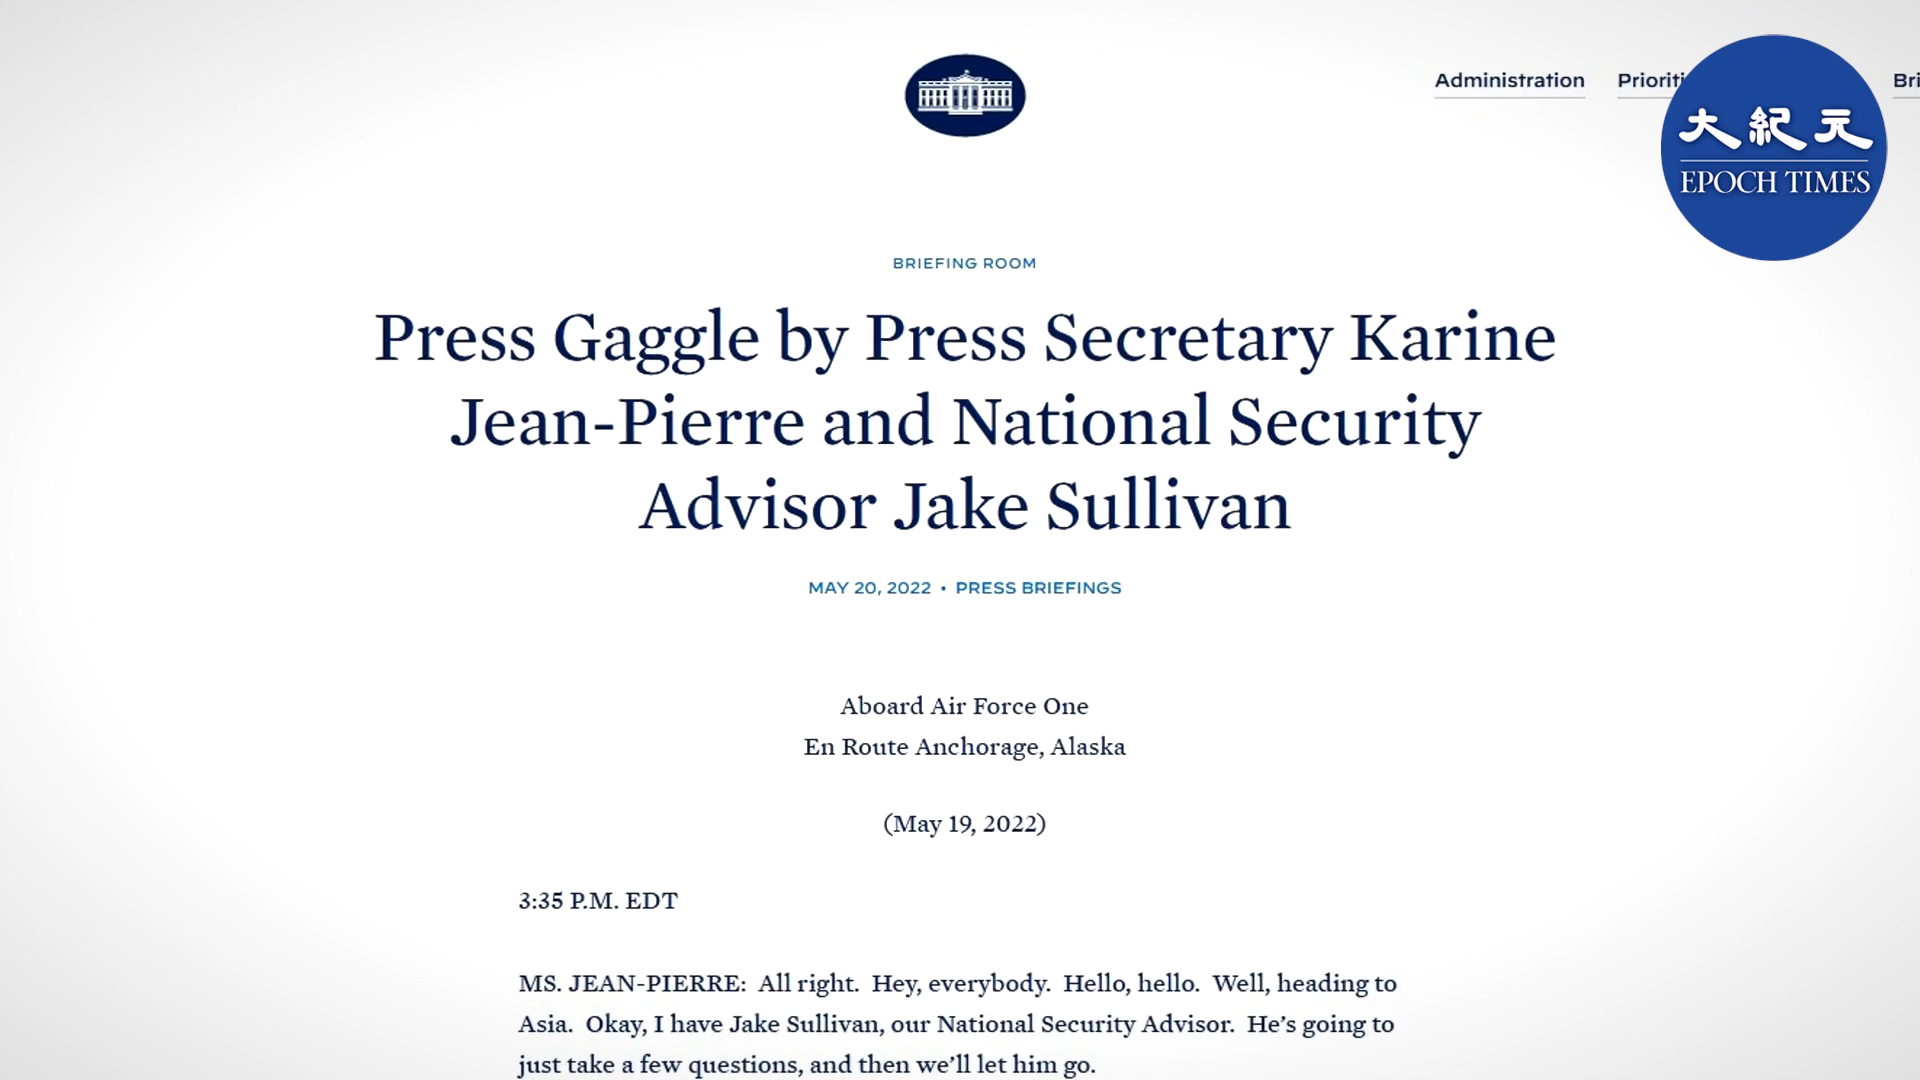 Administration
Prioriti
Bri
大紀元
EPOCH TIMES
BRIEFING ROOM
Press Gaggle by Press Secretary Karine
Jean-Pierre and National Security
Advisor Jake Sullivan
MAY 20, 2022 • PRESS BRIEFINGS
Aboard Air Force One
En Route Anchorage, Alaska
(May 19, 2022)
3:35 P.M. EDT
MS. JEAN-PIERRE:  All right.  Hey, everybody.  Hello, hello.  Well, heading to
Asia.  Okay, I have Jake Sullivan, our National Security Advisor.  He’s going to
just take a few questions, and then we’ll let him go.